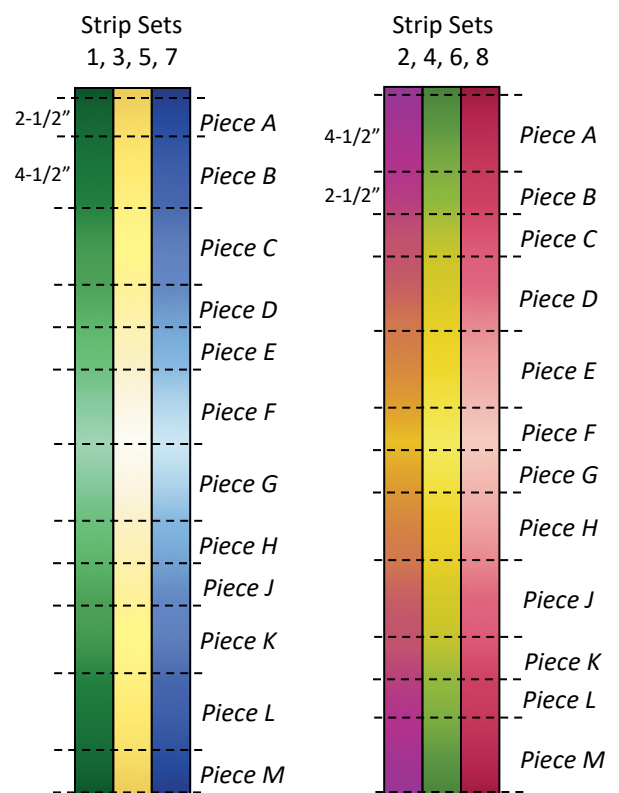 Strip Sets
1, 3, 5, 7
2-1/2”
4-1/2”
Piece A
Piece B
Piece C
Piece D
Piece E
Piece F
Piece G
Piece H
Piece J
Piece K
Piece L
Piece M
Strip Sets
2, 4, 6, 8
4-1/2”
2-1/2”
Piece A
Piece B
Piece C
Piece D
Piece E
Piece F
Piece G
Piece H
Piece J
Piece K
Piece L
Piece M